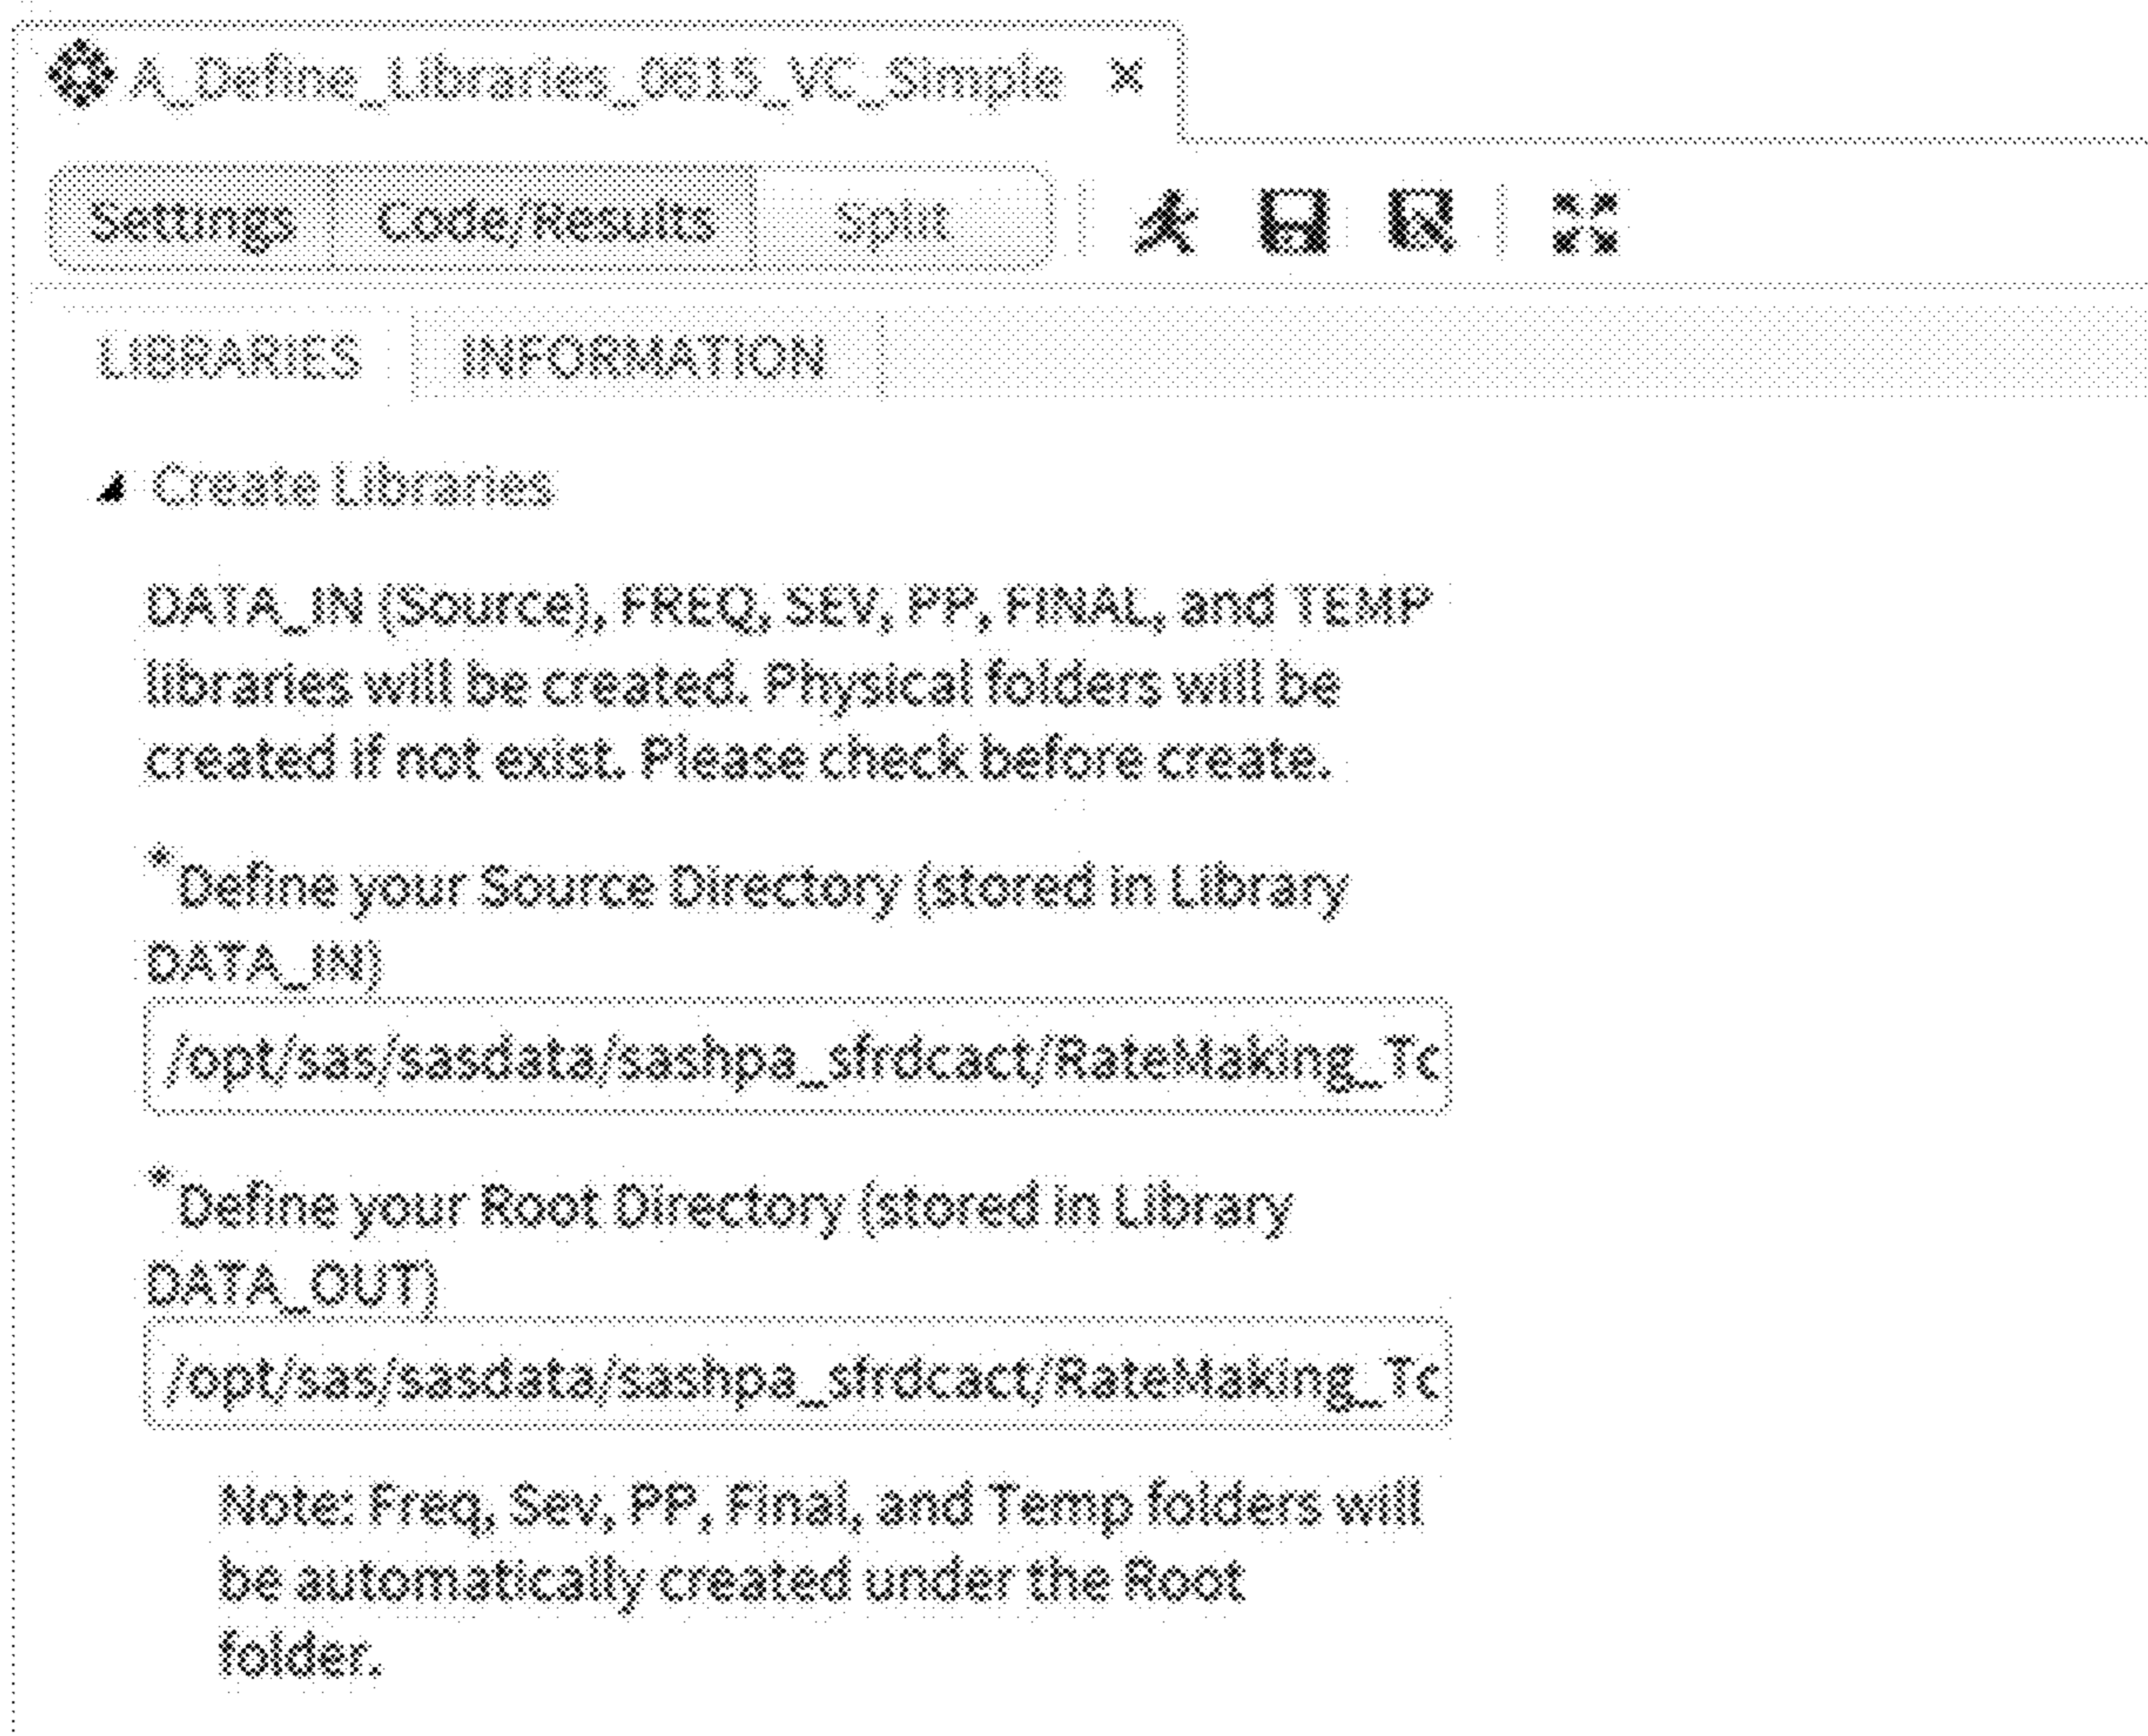 A_Define_Libraries_0615_VC_Simple ×
Settings Code/Results Split
LIBRARIES INFORMATION
Create Libraries
DATA_IN (Source), FREQ, SEV, PP, FINAL, and TEMP
libraries will be created. Physical folders will be
created if not exist. Please check before create.
*Define your Source Directory (stored in Library
DATA_IN)
/opt/sas/sasdata/sashpa_sfrdcact/RateMaking_Tc
*Define your Root Directory (stored in Library
DATA_OUT)
/opt/sas/sasdata/sashpa_sfrdcact/RateMaking_Tc
Note: Freq, Sev, PP, Final, and Temp folders will
be automatically created under the Root
folder.